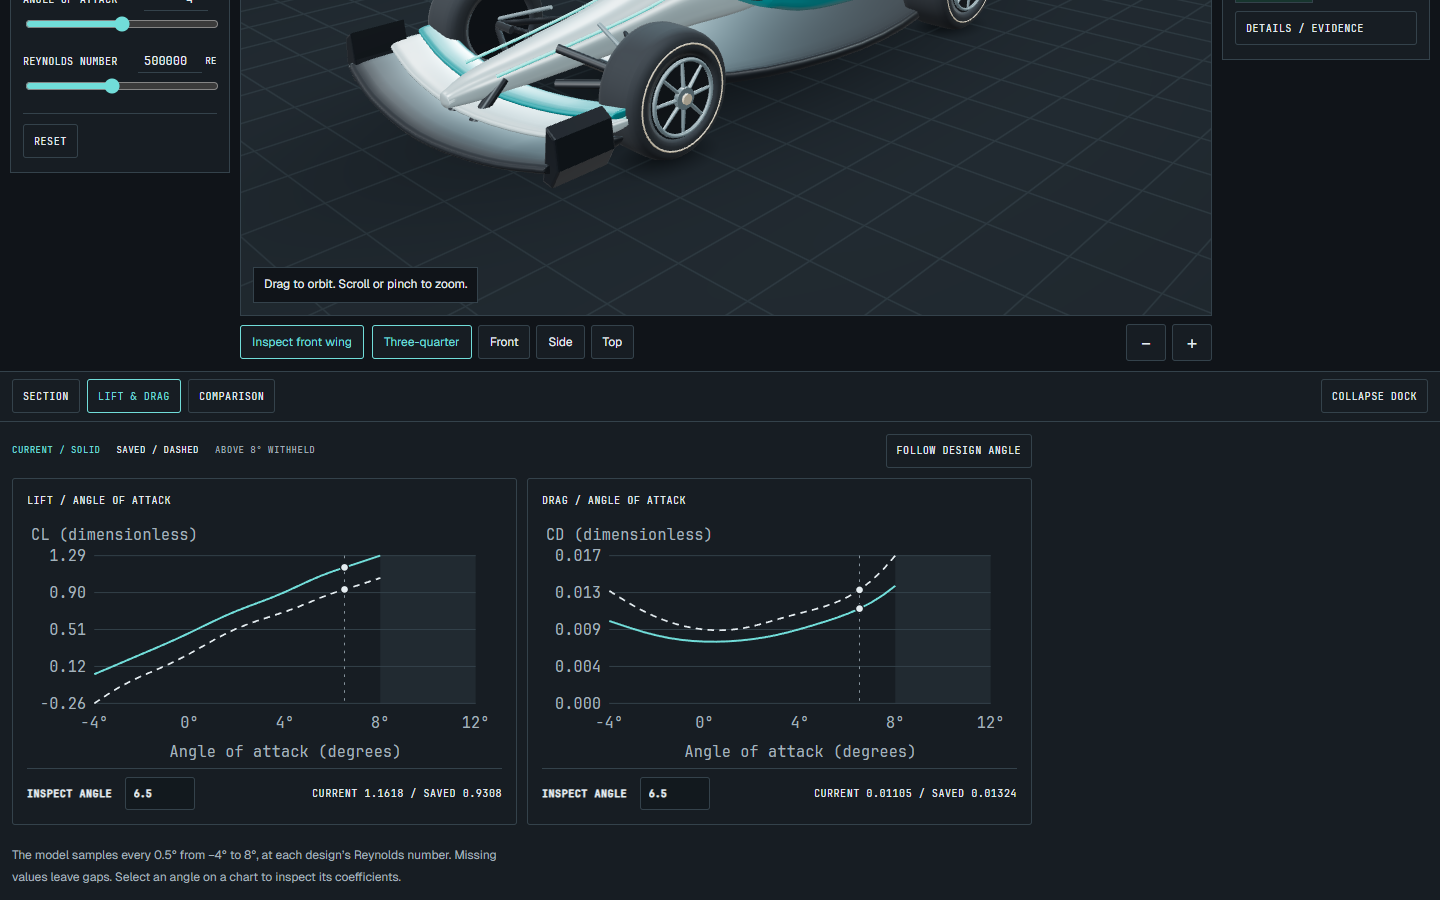 ANGLE OF ATTACK 4
REYNOLDS NUMBER 500000 RE
RESET
DETAILS / EVIDENCE
Drag to orbit. Scroll or pinch to zoom.
Inspect front wing Three-quarter Front Side Top − +
SECTION LIFT & DRAG COMPARISON COLLAPSE DOCK
CURRENT / SOLID SAVED / DASHED ABOVE 8° WITHHELD FOLLOW DESIGN ANGLE
LIFT / ANGLE OF ATTACK
CL (dimensionless)
1.29
0.90
0.51
0.12
-0.26
-4° 0° 4° 8° 12°
Angle of attack (degrees)
INSPECT ANGLE 6.5 CURRENT 1.1618 / SAVED 0.9308
DRAG / ANGLE OF ATTACK
CD (dimensionless)
0.017
0.013
0.009
0.004
0.000
-4° 0° 4° 8° 12°
Angle of attack (degrees)
INSPECT ANGLE 6.5 CURRENT 0.01105 / SAVED 0.01324
The model samples every 0.5° from −4° to 8°, at each design's Reynolds number. Missing
values leave gaps. Select an angle on a chart to inspect its coefficients.